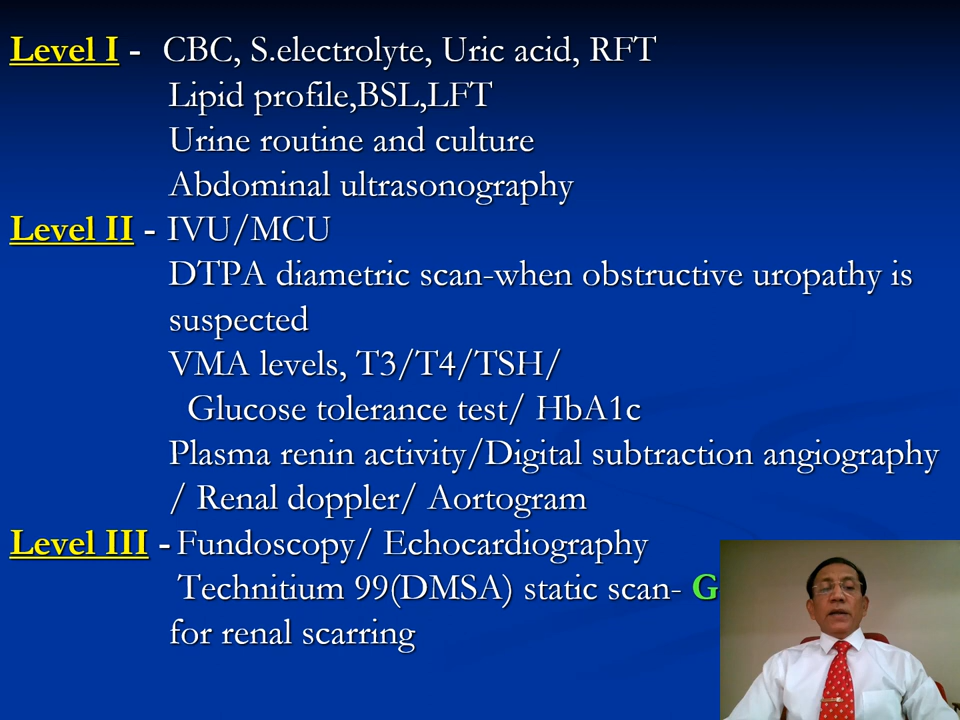 Level I - CBC, S.electrolyte, Uric acid, RFT
Lipid profile,BSL,LFT
Urine routine and culture
Abdominal ultrasonography
Level II - IVU/MCU
DTPA diametric scan-when obstructive uropathy is
suspected
VMA levels, T3/T4/TSH/
Glucose tolerance test/ HbA1c
Plasma renin activity/Digital subtraction angiography
/ Renal doppler/ Aortogram
Level III - Fundoscopy/ Echocardiography
Technitium 99(DMSA) static scan- G
for renal scarring